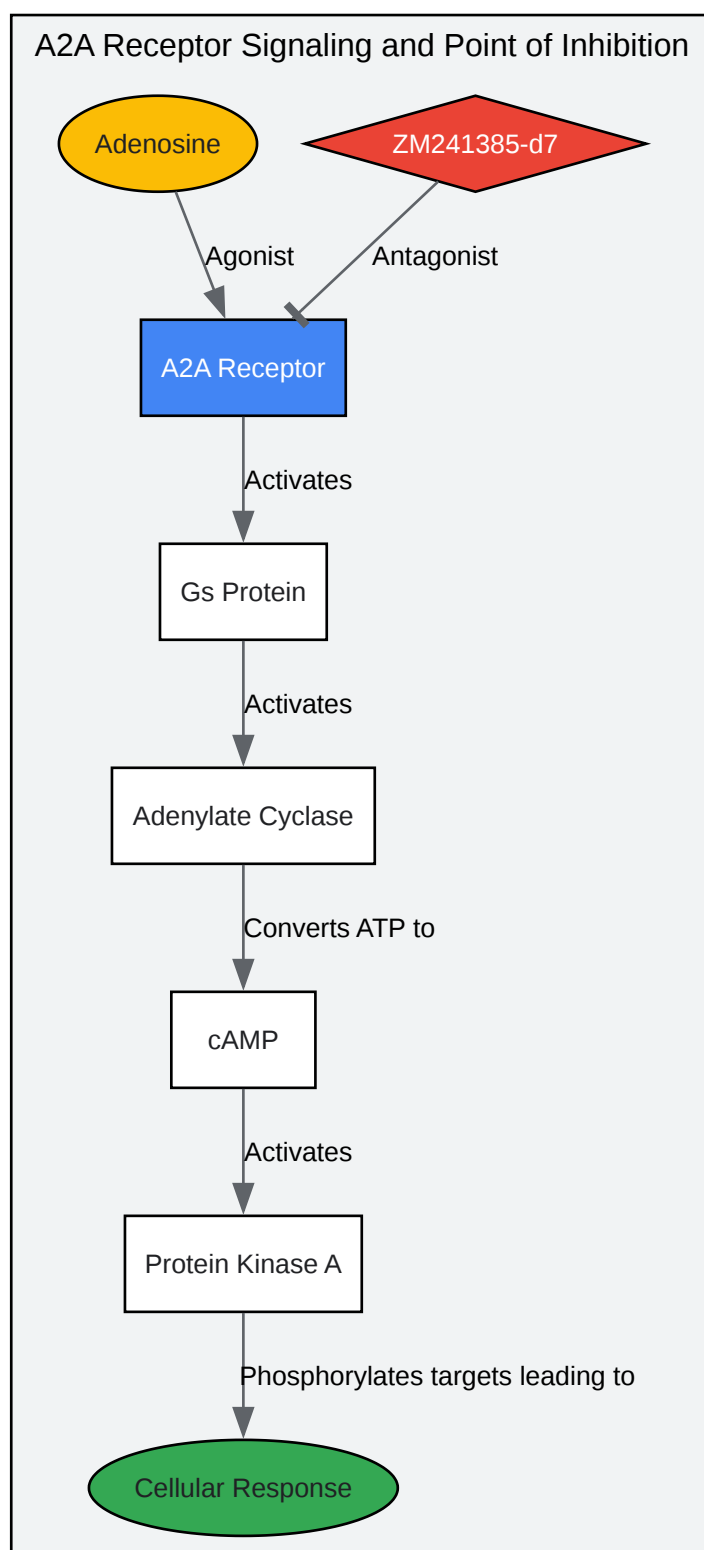 A2A Receptor Signaling and Point of Inhibition
Adenosine
ZM241385-d7
Agonist
Antagonist
A2A Receptor
Activates
Gs Protein
Activates
Adenylate Cyclase
Converts ATP to
cAMP
Activates
Protein Kinase A
Phosphorylates targets leading to
Cellular Response